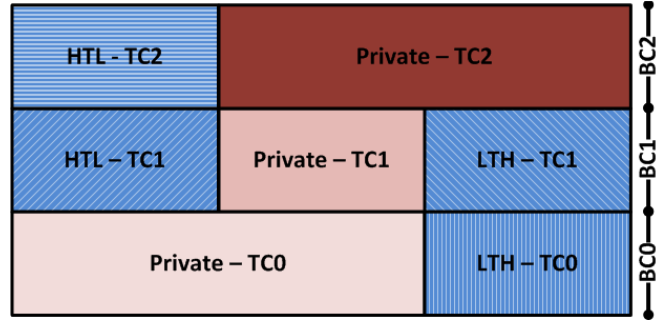 HTL - TC2
Private – TC2
BC2
HTL – TC1
Private – TC1
LTH – TC1
BC1
Private – TC0
LTH – TC0
BC0